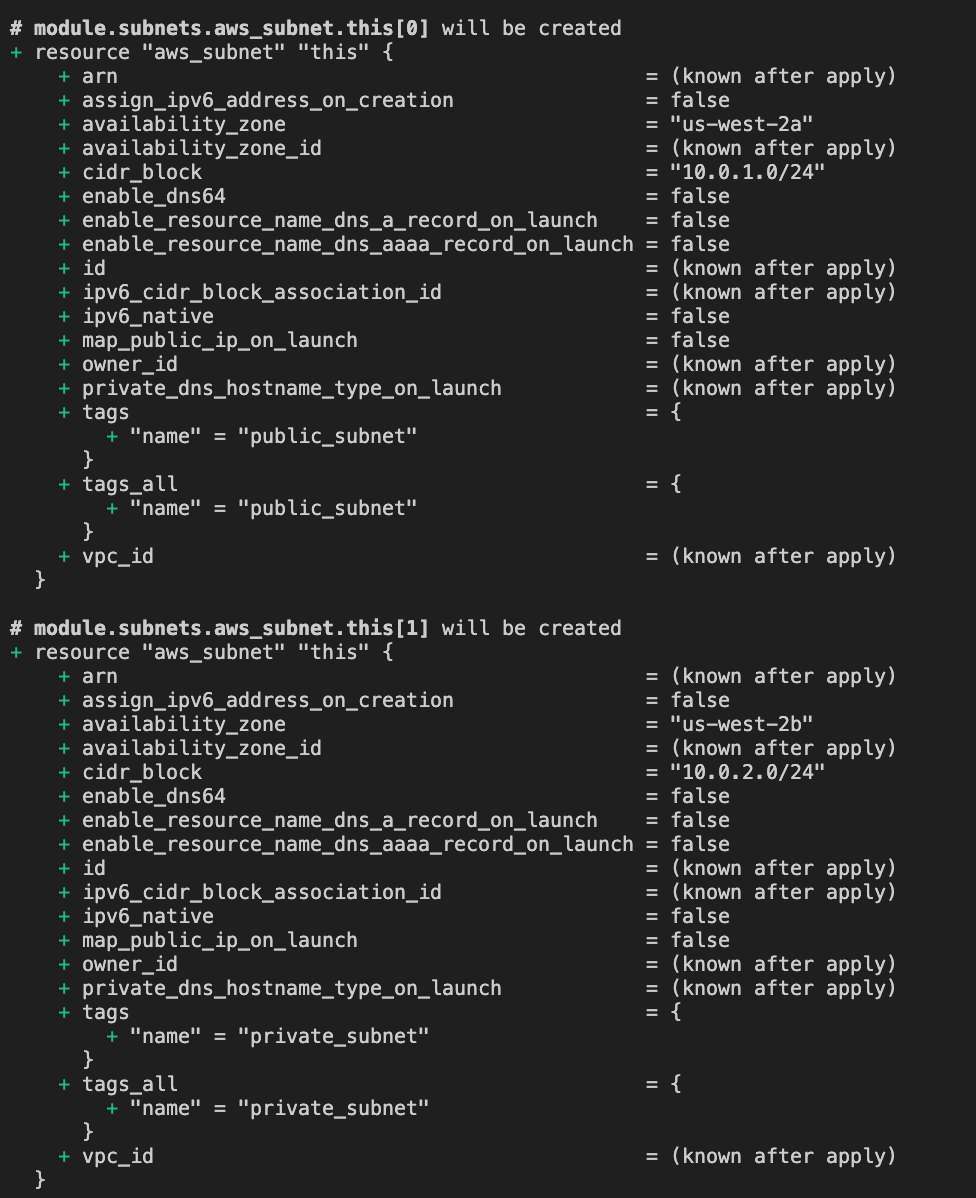 # module.subnets.aws_subnet.this[0] will be created
+ resource "aws_subnet" "this" {
+ arn = (known after apply)
+ assign_ipv6_address_on_creation = false
+ availability_zone = "us-west-2a"
+ availability_zone_id = (known after apply)
+ cidr_block = "10.0.1.0/24"
+ enable_dns64 = false
+ enable_resource_name_dns_a_record_on_launch = false
+ enable_resource_name_dns_aaaa_record_on_launch = false
+ id = (known after apply)
+ ipv6_cidr_block_association_id = (known after apply)
+ ipv6_native = false
+ map_public_ip_on_launch = false
+ owner_id = (known after apply)
+ private_dns_hostname_type_on_launch = (known after apply)
+ tags = {
+ "name" = "public_subnet"
}
+ tags_all = {
+ "name" = "public_subnet"
}
+ vpc_id = (known after apply)
}
# module.subnets.aws_subnet.this[1] will be created
+ resource "aws_subnet" "this" {
+ arn = (known after apply)
+ assign_ipv6_address_on_creation = false
+ availability_zone = "us-west-2b"
+ availability_zone_id = (known after apply)
+ cidr_block = "10.0.2.0/24"
+ enable_dns64 = false
+ enable_resource_name_dns_a_record_on_launch = false
+ enable_resource_name_dns_aaaa_record_on_launch = false
+ id = (known after apply)
+ ipv6_cidr_block_association_id = (known after apply)
+ ipv6_native = false
+ map_public_ip_on_launch = false
+ owner_id = (known after apply)
+ private_dns_hostname_type_on_launch = (known after apply)
+ tags = {
+ "name" = "private_subnet"
}
+ tags_all = {
+ "name" = "private_subnet"
}
+ vpc_id = (known after apply)
}